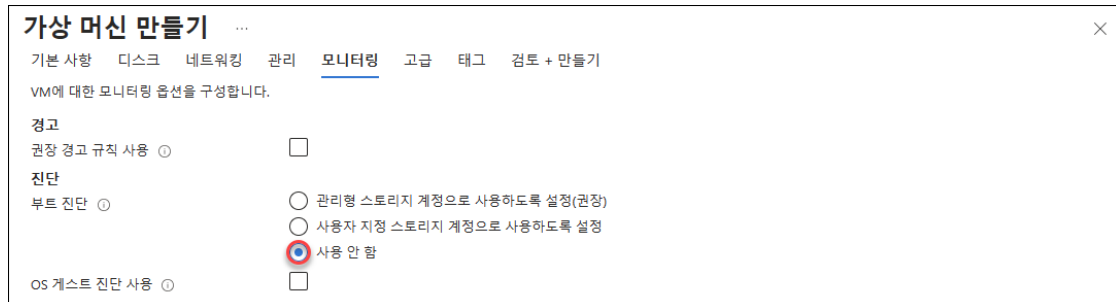 가상 머신 만들기 ...
기본 사항 디스크 네트워킹 관리 모니터링 고급 태그 검토 + 만들기
VM에 대한 모니터링 옵션을 구성합니다.
경고
권장 경고 규칙 사용
진단
부트 진단
관리형 스토리지 계정으로 사용하도록 설정(권장)
사용자 지정 스토리지 계정으로 사용하도록 설정
사용 안 함
OS 게스트 진단 사용